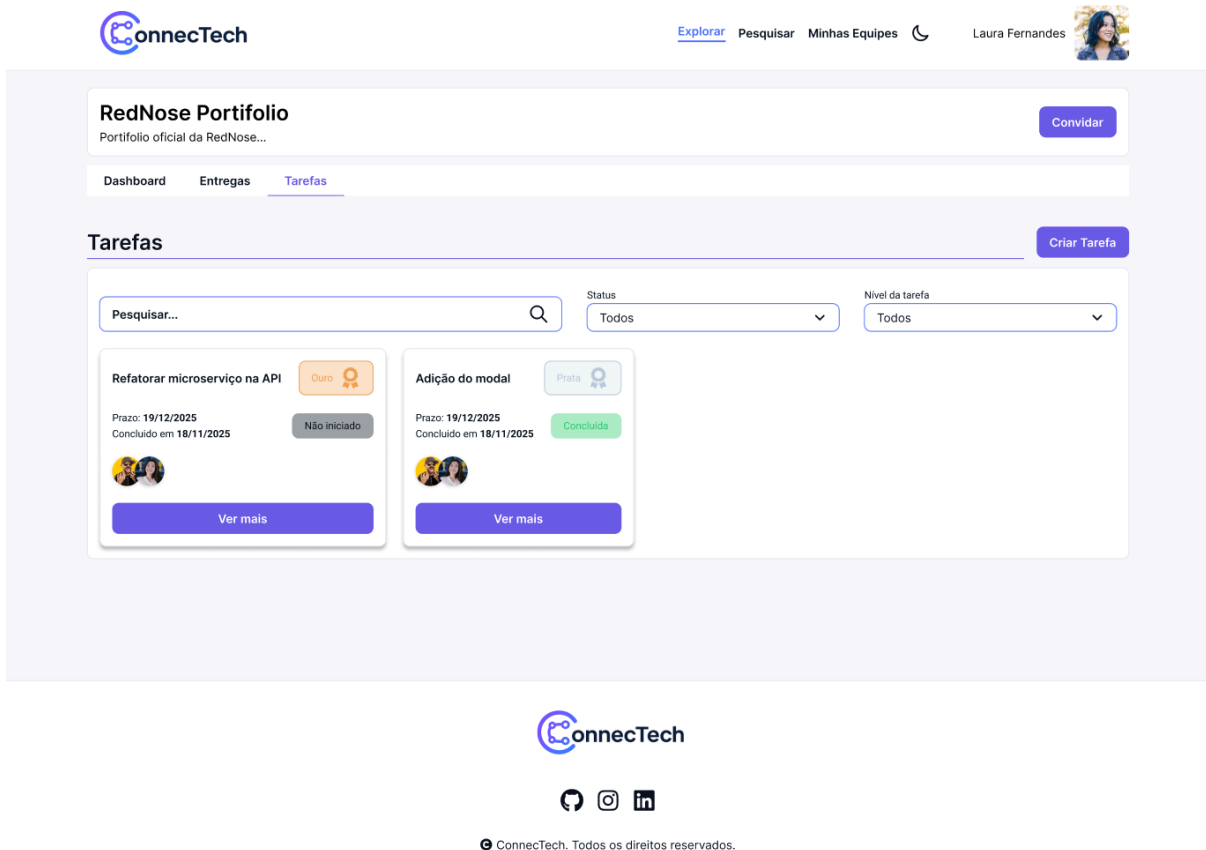 ConnecTech
Explorar Pesquisar Minhas Equipes Laura Fernandes
RedNose Portifolio
Portifolio oficial da RedNose...
Convidar
Dashboard Entregas Tarefas
Tarefas
Criar Tarefa
Pesquisar...
Status
Todos
Nível da tarefa
Todos
Refatorar microserviço na API
Ouro
Prazo: 19/12/2025
Concluido em 18/11/2025
Não iniciado
Ver mais
Adição do modal
Prata
Prazo: 19/12/2025
Concluido em 18/11/2025
Concluída
Ver mais
ConnecTech
ConnecTech. Todos os direitos reservados.